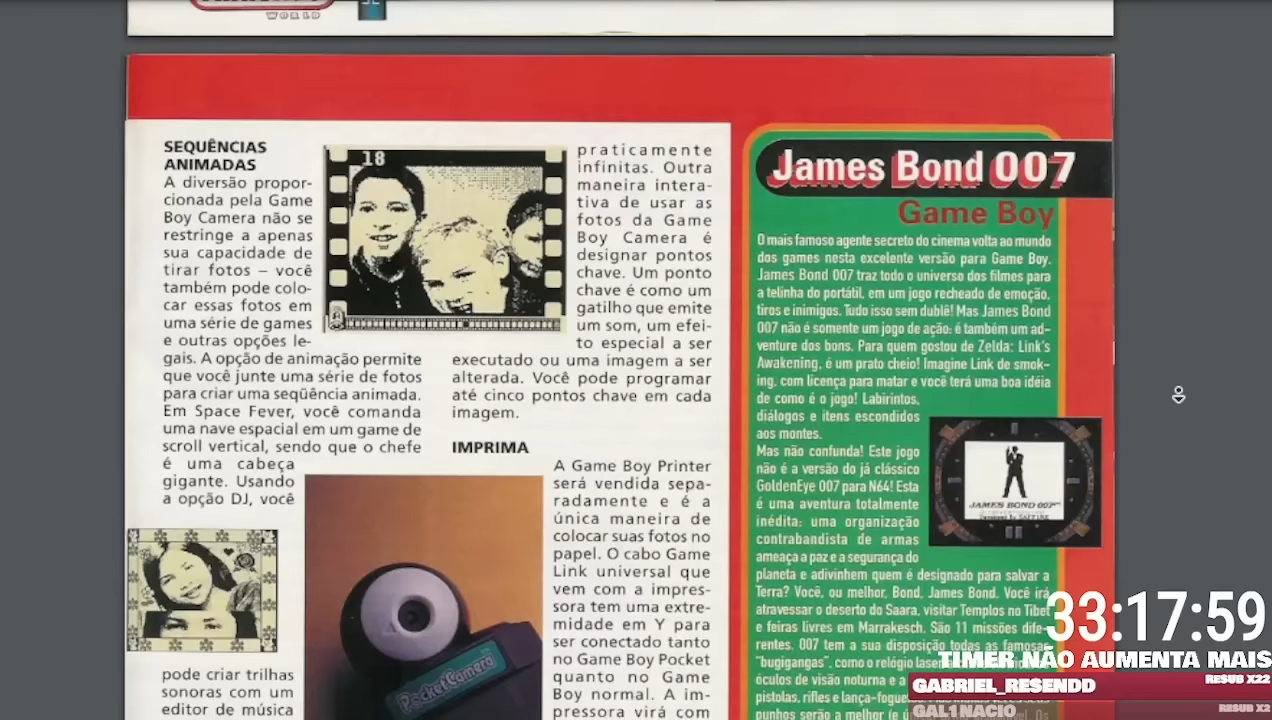 WORLD
SEQUÊNCIAS
ANIMADAS
A diversão propor-
cionada pela Game
Boy Camera não se
restringe a apenas
sua capacidade de
tirar fotos – você
também pode colo-
car essas fotos em
uma série de games
e outras opções le-
gais. A opção de animação permite
que você junte uma série de fotos
para criar uma seqüência animada.
Em Space Fever, você comanda
uma nave espacial em um game de
scroll vertical, sendo que o chefe
é uma cabeça
gigante. Usando
a opção DJ, você
pode criar trilhas
sonoras com um
editor de música
18
praticamente
infinitas. Outra
maneira intera-
tiva de usar as
fotos da Game
Boy Camera é
designar pontos
chave. Um ponto
chave é como um
gatilho que emite
um som, um efei-
to especial a ser
executado ou uma imagem a ser
alterada. Você pode programar
até cinco pontos chave em cada
imagem.
IMPRIMA
A Game Boy Printer
será vendida sepa-
radamente e é a
única maneira de
colocar suas fotos no
papel. O cabo Game
Link universal que
vem com a impres-
sora tem uma extre-
midade em Y para
ser conectado tanto
no Game Boy Pocket
quanto no Game
Boy normal. A im-
pressora virá com
PocketCamera
James Bond 007
Game Boy
O mais famoso agente secreto do cinema volta ao mundo
dos games nesta excelente versão para Game Boy.
James Bond 007 traz todo o universo dos filmes para
a telinha do portátil, em um jogo recheado de emoção,
tiros e inimigos. Tudo isso sem dublê! Mas James Bond
007 não é somente um jogo de ação: é também um ad-
venture dos bons. Para quem gostou de Zelda: Link's
Awakening, é um prato cheio! Imagine Link de smok-
ing, com licença para matar e você terá uma boa idéia
de como é o jogo! Labirintos,
diálogos e itens escondidos
aos montes.
Mas não confunda! Este jogo
não é a versão do já clássico
GoldenEye 007 para N64! Esta
é uma aventura totalmente
inédita: uma organização
contrabandista de armas
ameaça a paz e a segurança do
planeta e adivinhem quem é designado para salvar a
Terra? Você, ou melhor, Bond, James Bond. Você irá
atravessar o deserto do Saara, visitar Templos no Tibet
e feiras livres em Marrakesch. São 11 missões dife-
rentes. 007 tem a sua disposição todas as famosas
"bugigangas", como o relógio laser
óculos de visão noturna e a
pistolas, rifles e lança-fogue
punhos serão a melhor (e ú
JAMES BOND 007
Developed by SAFFIRE
33:17:59
TIMER NÃO AUMENTA MAIS
GABRIEL_RESENDD
RESUB X22
GAL1NACIO
RESUB X2